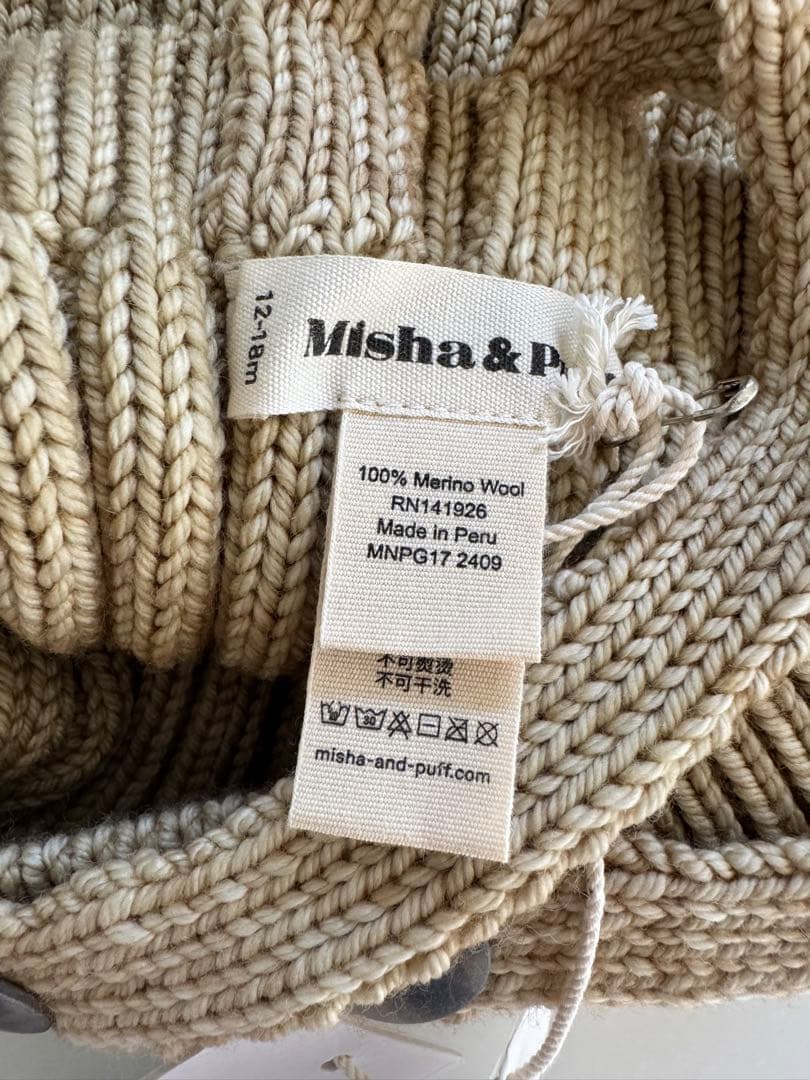 12-18m
Misha &
100% Merino Wool
RN141926
Made in Peru
MNPG17 2409
不可熨烫
不可干洗
30
misha-and-puff.com